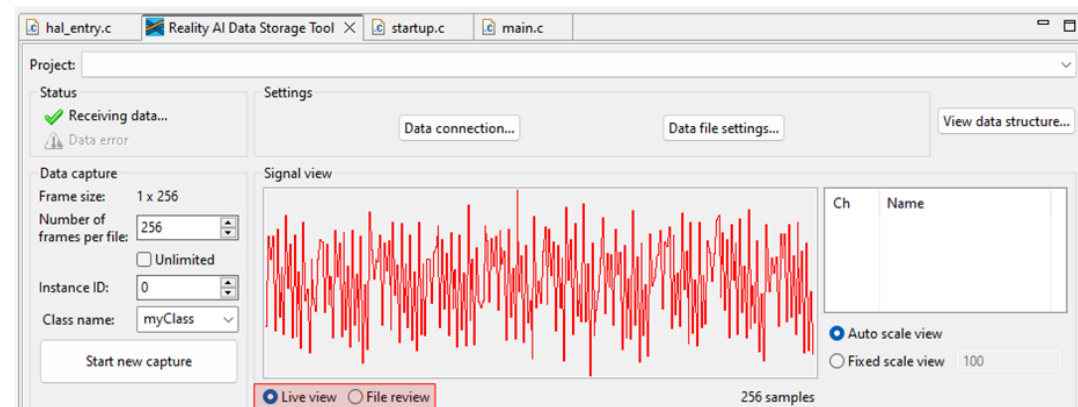 hal_entry.c
Reality AI Data Storage Tool
startup.c
main.c
Project:
Status
Receiving data...
Data error
Settings
Data connection...
Data file settings...
View data structure...
Data capture
Frame size: 1 x 256
Number of
frames per file: 256
Unlimited
Instance ID: 0
Class name: myClass
Start new capture
Signal view
Live view File review
256 samples
Ch Name
Auto scale view
Fixed scale view 100